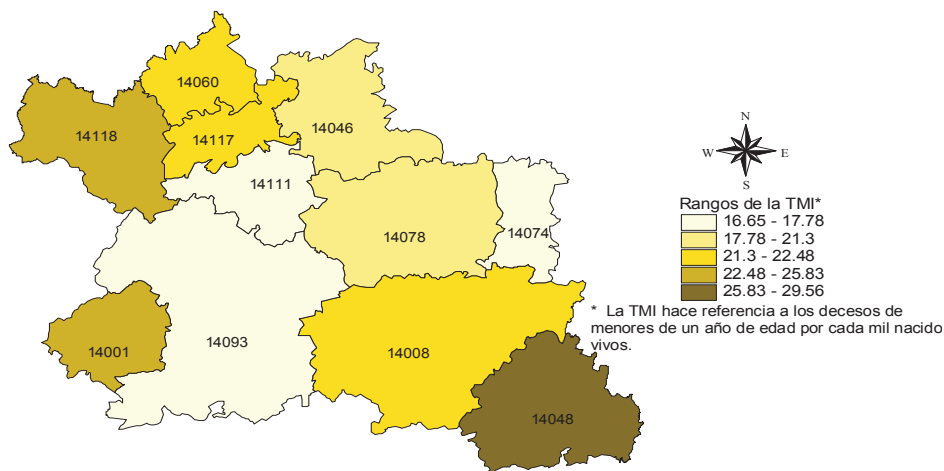 14060
14118
14117
14046
14111
14078
14074
14001
14093
14008
14048
N
W E
S
Rangos de la TMI*
16.65 - 17.78
17.78 - 21.3
21.3 - 22.48
22.48 - 25.83
25.83 - 29.56
* La TMI hace referencia a los decesos de
menores de un año de edad por cada mil nacido
vivos.